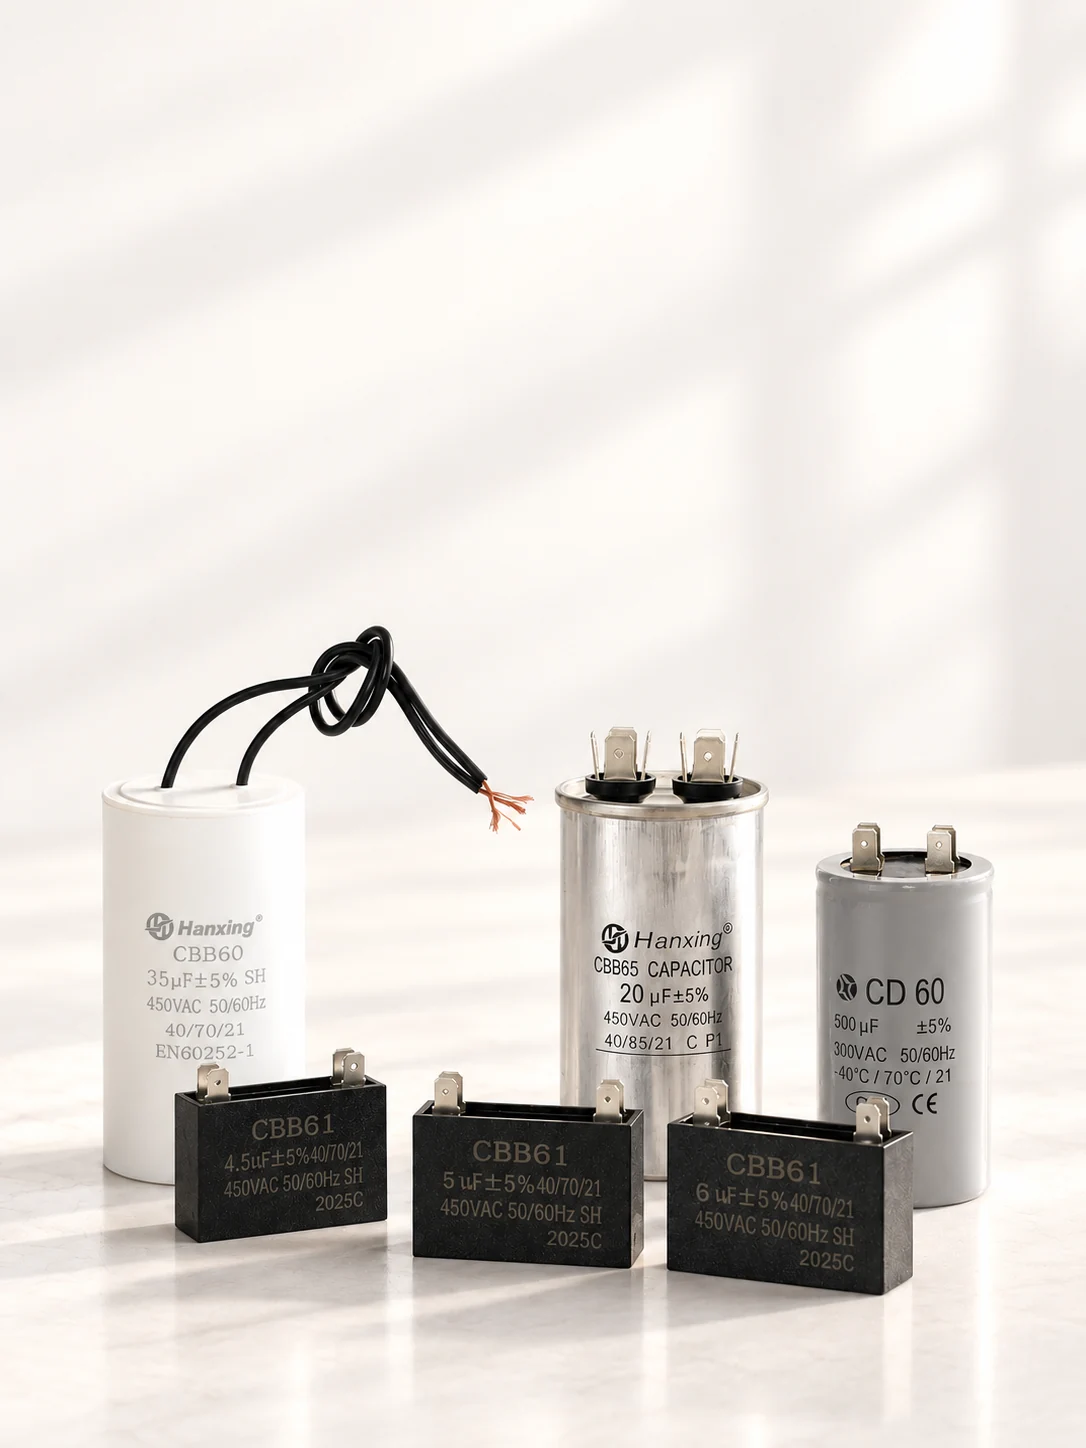 Hanxing®
CBB60
35μF±5% SH
450VAC 50/60Hz
40/70/21
EN60252-1
Hanxing®
CBB65 CAPACITOR
20 μF±5%
450VAC 50/60Hz
40/85/21 C P1
CD 60
500 μF ±5%
300VAC 50/60Hz
-40°C / 70°C / 21
CE
CBB61
4.5uF±5%40/70/21
450VAC 50/60Hz SH
2025C
CBB61
5 uF±5%40/70/21
450VAC 50/60Hz SH
2025C
CBB61
6 uF±5%40/70/21
450VAC 50/60Hz SH
2025C